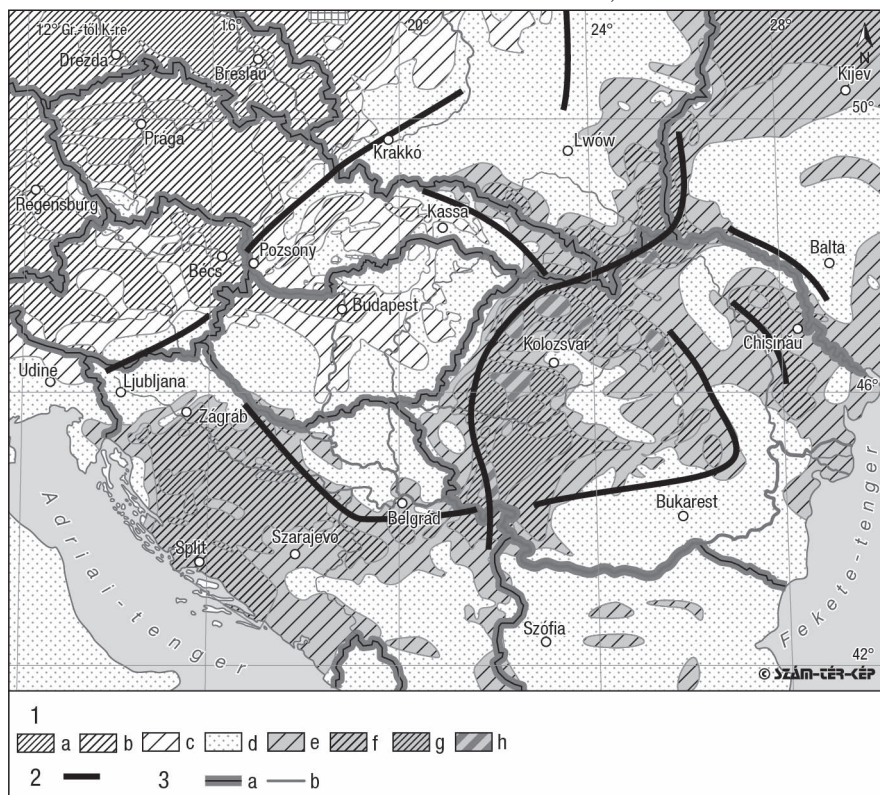 12° Gr.-től K-re
16°
20°
24°
28°
Drezda
Breslau
Kijev
N
50°
Prága
Krakkó
Lwów
Regensburg
Kassa
Balta
Bécs
Pozsony
Budapest
Kolozsvár
Chisinau
Udine
Ljubljana
46°
Zágráb
Belgrád
Bukarest
Split
Szarajevo
Szófia
Adriai-tenger
Fekete-tenger
42°
© SZÁM-TÉR-KÉP
1
a b c d e f g h
2 3 a b